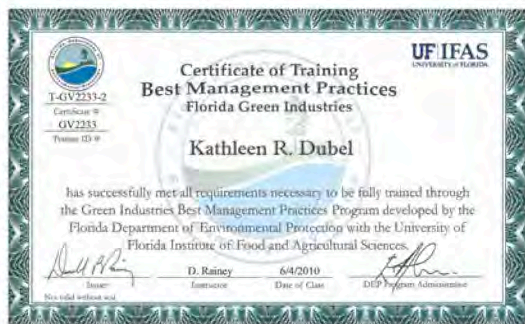 UF IFAS
UNIVERSITY of FLORIDA
Certificate of Training
Best Management Practices
Florida Green Industries
T-GV2233-2
Certificate #
GV2233
Trainee ID #
Kathleen R. Dubel
has successfully met all requirements necessary to be fully trained through
the Green Industries Best Management Practices Program developed by the
Florida Department of Environmental Protection with the University of
Florida Institute of Food and Agricultural Sciences.
D. Rainey
6/4/2010
Issuer
Instructor
Date of Class
DEP Program Administrator
Not valid without seal